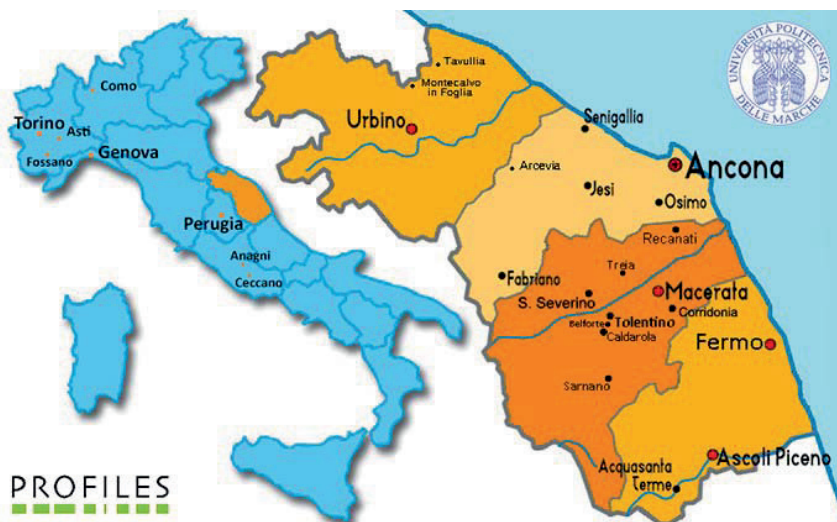 Como
Torino
Asti
Fossano
Genova
Perugia
Anagni
Ceccano
PROFILES
Tavullia
Montecalvo
in Foglia
Urbino
Senigallia
Arcevia
Ancona
Jesi
Osimo
Recanati
Fabriano
Treia
S. Severino
Macerata
Corridonia
Belforte
Tolentino
Caldarola
Fermo
Sarnano
Acquasanta
Terme
Ascoli Piceno
UNIVERSITÀ POLITECNICA
DELLE MARCHE